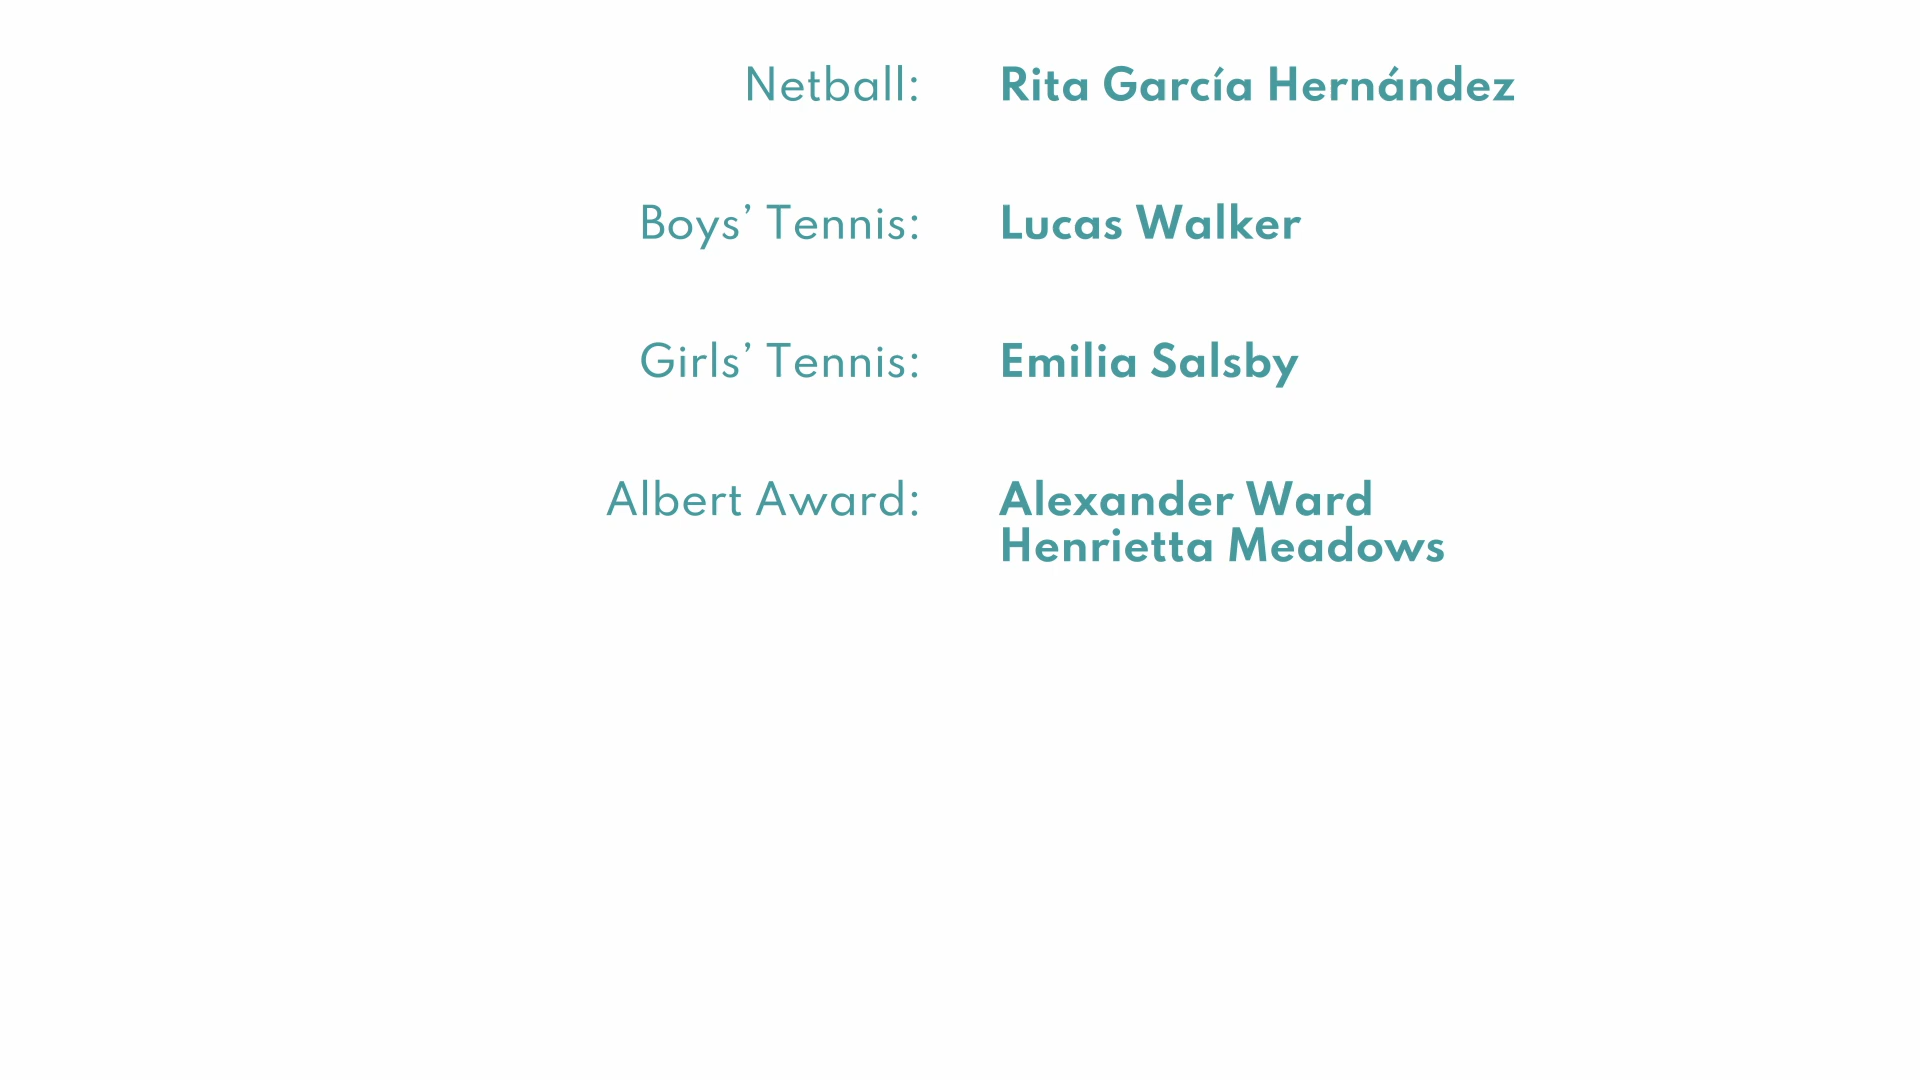 Netball: Rita García Hernández
Boys’ Tennis: Lucas Walker
Girls’ Tennis: Emilia Salsby
Albert Award: Alexander Ward
Henrietta Meadows